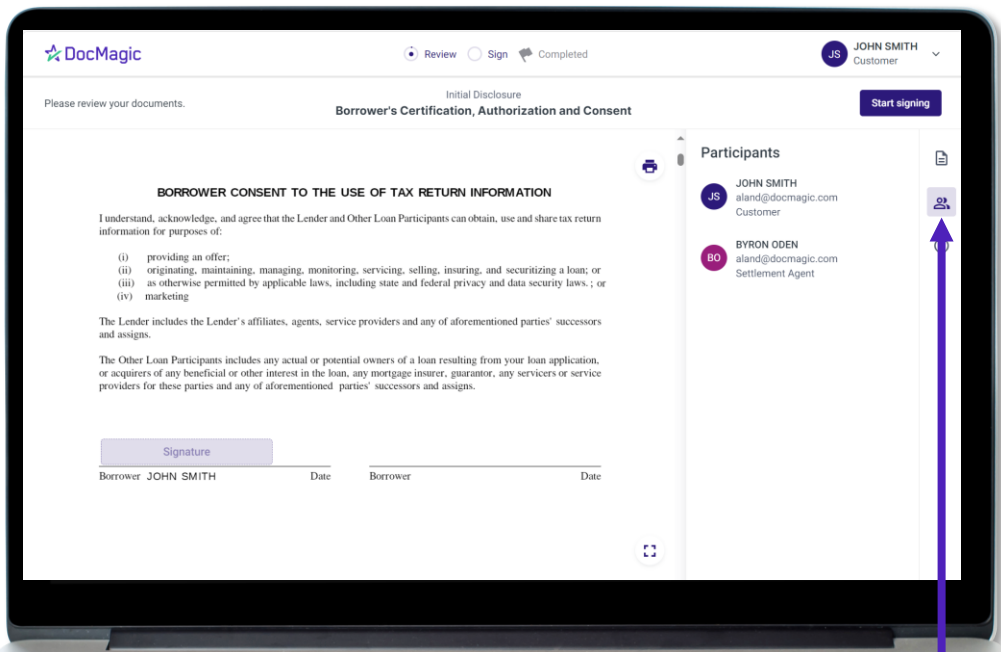 DocMagic
Review Sign Completed
JS
JOHN SMITH
Customer
Please review your documents.
Initial Disclosure
Borrower's Certification, Authorization and Consent
Start signing
BORROWER CONSENT TO THE USE OF TAX RETURN INFORMATION
I understand, acknowledge, and agree that the Lender and Other Loan Participants can obtain, use and share tax return
information for purposes of:
(i) providing an offer;
(ii) originating, maintaining, managing, monitoring, servicing, selling, insuring, and securitizing a loan; or
(iii) as otherwise permitted by applicable laws, including state and federal privacy and data security laws. ; or
(iv) marketing
The Lender includes the Lender's affiliates, agents, service providers and any of aforementioned parties' successors
and assigns.
The Other Loan Participants includes any actual or potential owners of a loan resulting from your loan application,
or acquirers of any beneficial or other interest in the loan, any mortgage insurer, guarantor, any servicers or service
providers for these parties and any of aforementioned parties' successors and assigns.
Signature
Borrower JOHN SMITH Date Borrower Date
Participants
JS
JOHN SMITH
aland@docmagic.com
Customer
BO
BYRON ODEN
aland@docmagic.com
Settlement Agent